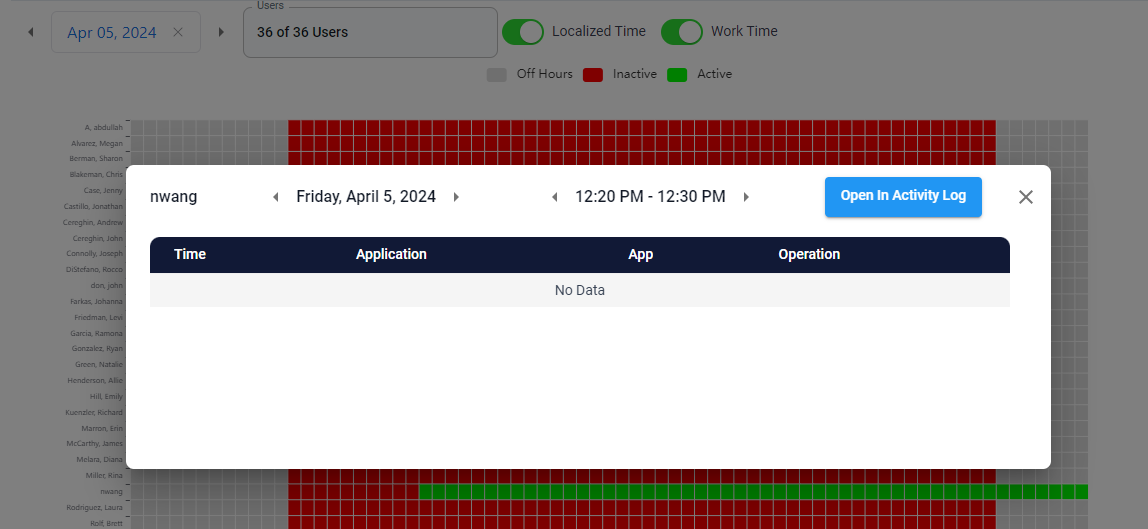 Users
Apr 05, 2024
36 of 36 Users
Localized Time
Work Time
Off Hours
Inactive
Active
A, abdullah
Alvarez, Megan
Berman, Sharon
Blakeman, Chris
Case, Jenny
Castillo, Jonathan
Cereghin, Andrew
Cereghin, John
Connolly, Joseph
DiStefano, Rocco
don, john
Farkas, Johanna
Friedman, Levi
Garcia, Ramona
Gonzalez, Ryan
Green, Natalie
Henderson, Allie
Hill, Emily
Kuenzler, Richard
Marron, Erin
McCarthy, James
Melara, Diana
Miller, Rina
nwang
Rodriguez, Laura
Rolf, Brett
nwang
Friday, April 5, 2024
12:20 PM - 12:30 PM
Open In Activity Log
Time Application App Operation
No Data